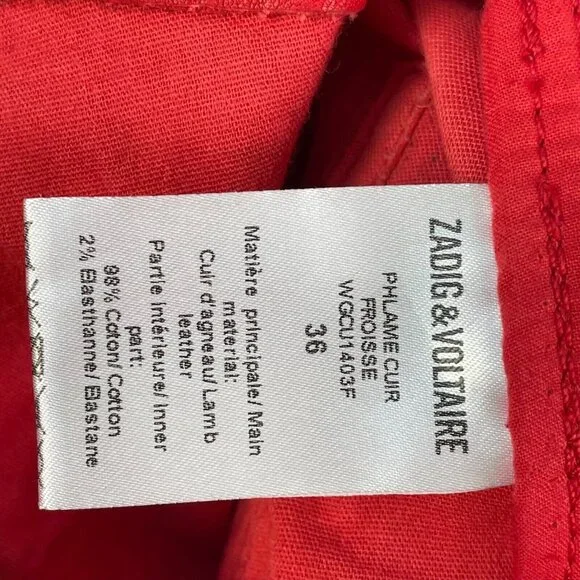 ZADIG&VOLTAIRE
PHLAME CUIR
FROISSE
WGCU1403F
36
Matière principale/ Main
material:
Cuir d'agneau/ Lamb
leather
Partie intérieure/ Inner
part:
98% Coton/ Cotton
2% Elasthanne/ Elastane